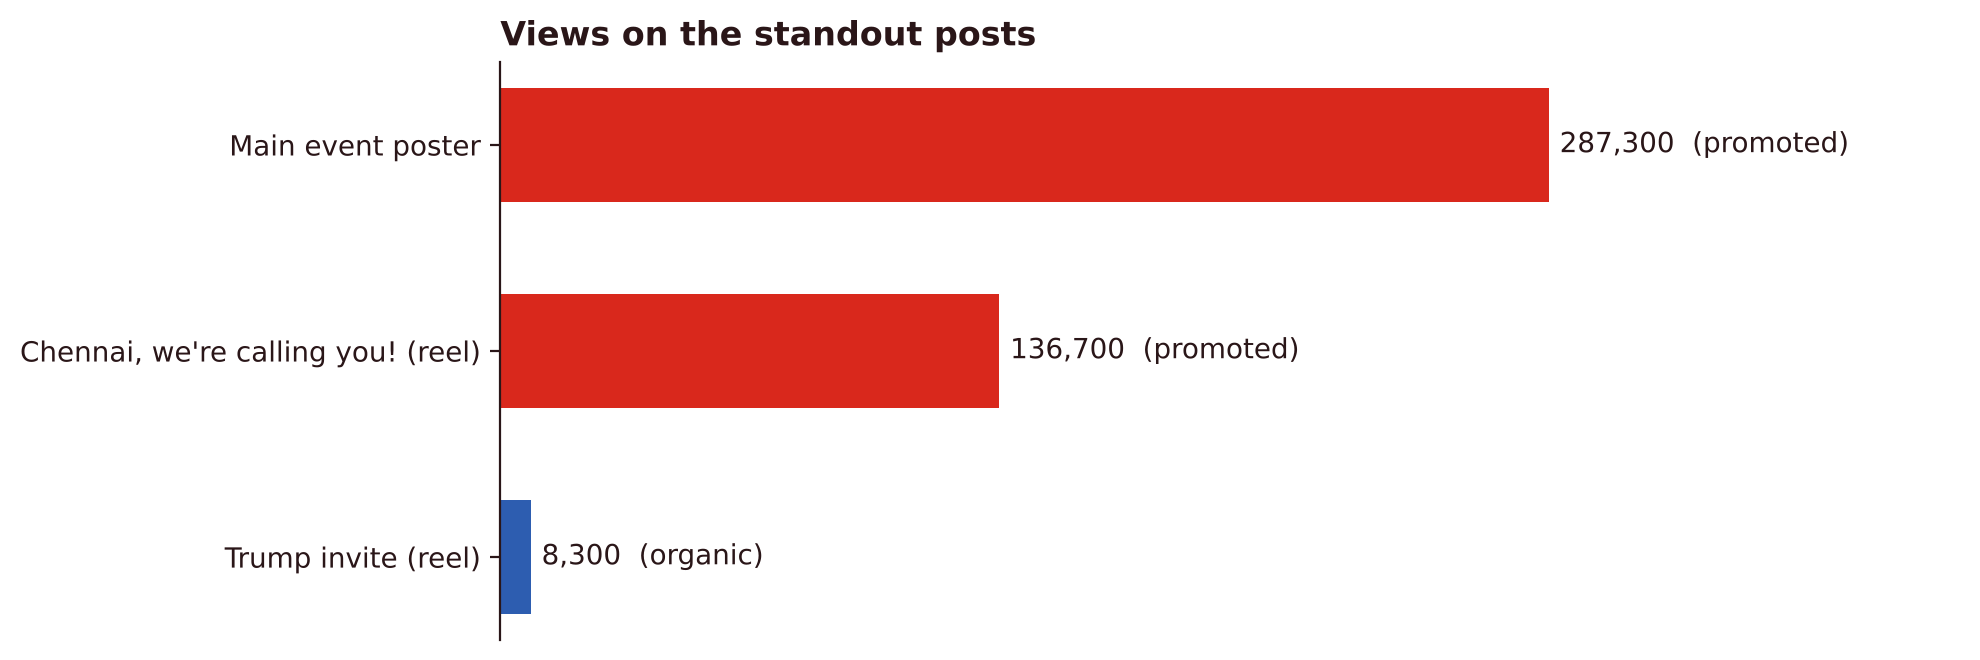 Views on the standout posts
Main event poster
287,300 (promoted)
Chennai, we're calling you! (reel)
136,700 (promoted)
Trump invite (reel)
8,300 (organic)